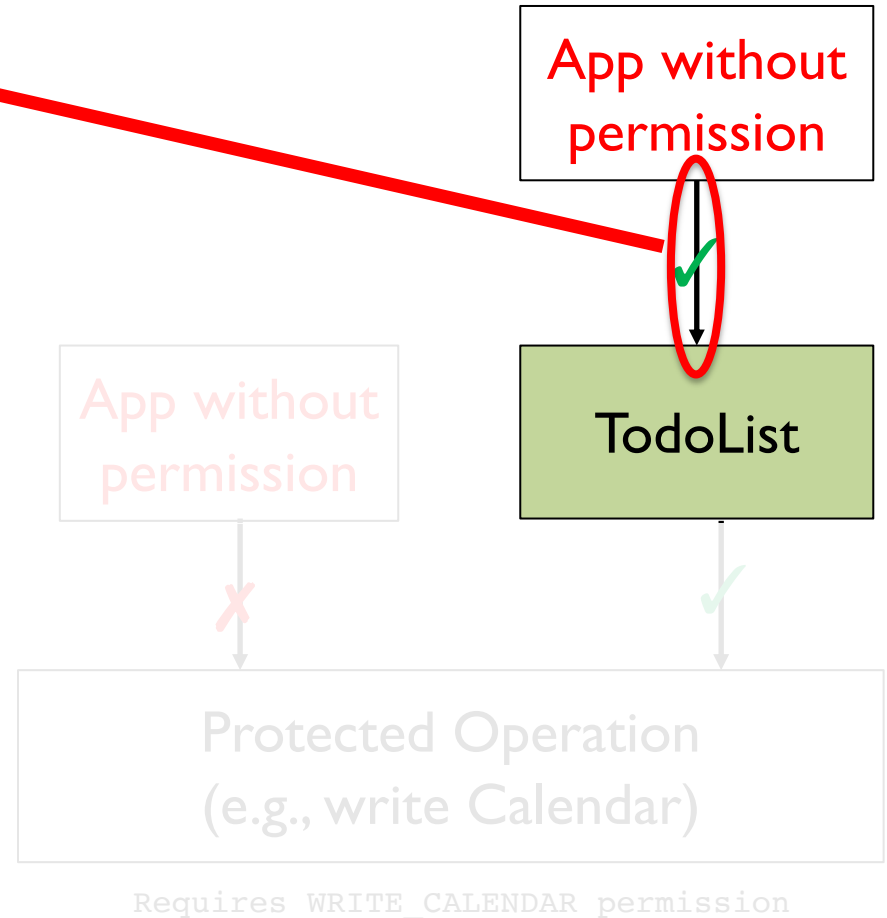 App without
permission
✓
App without
permission
TodoList
✗
✓
Protected Operation
(e.g., write Calendar)
Requires WRITE_CALENDAR permission